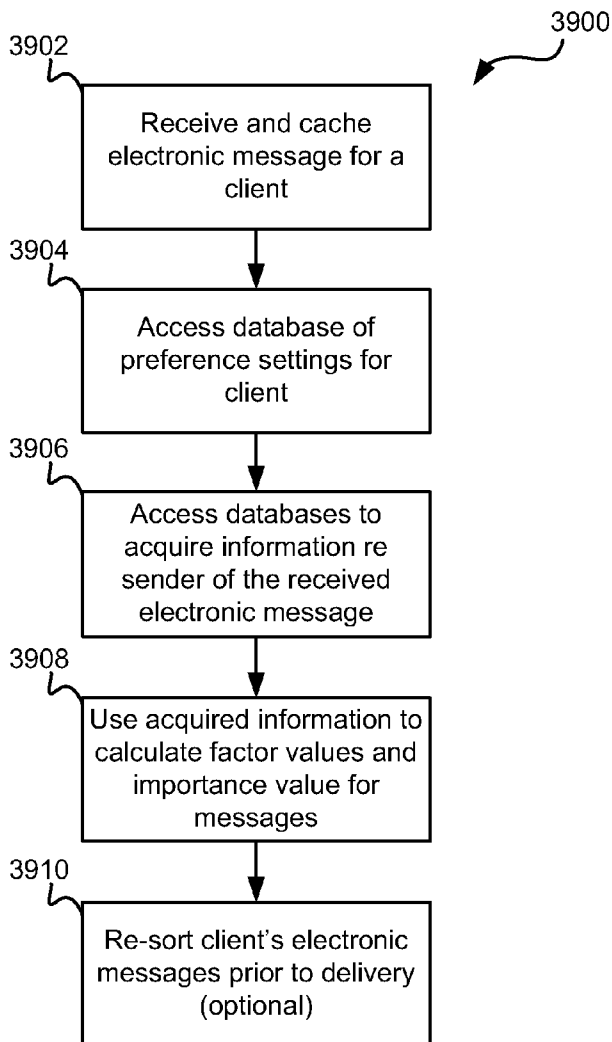 3900
3902
Receive and cache
electronic message for a
client
3904
Access database of
preference settings for
client
3906
Access databases to
acquire information re
sender of the received
electronic message
3908
Use acquired information to
calculate factor values and
importance value for
messages
3910
Re-sort client's electronic
messages prior to delivery
(optional)